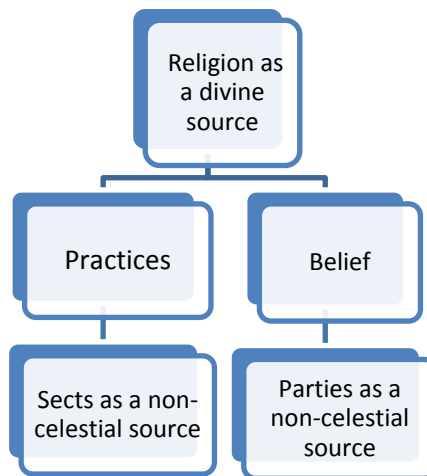 Religion as
a divine
source
Practices
Belief
Sects as a non-
celestial source
Parties as a
non-celestial
source